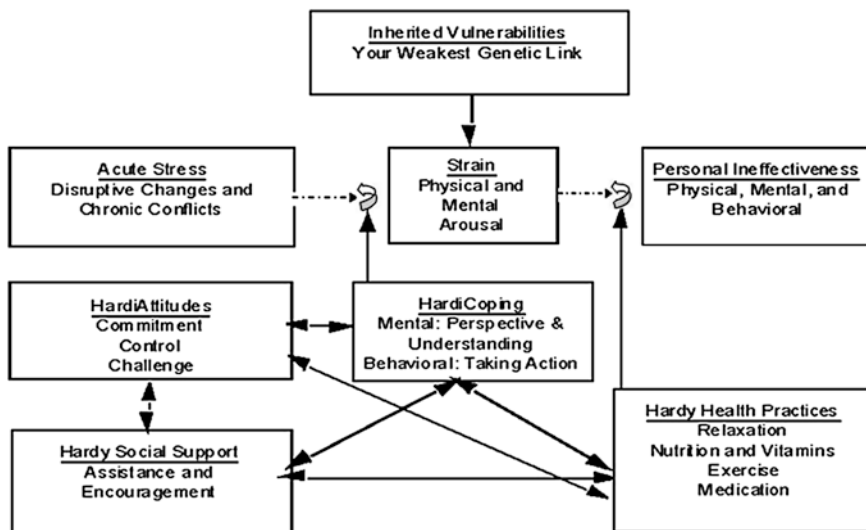 Inherited Vulnerabilities
Your Weakest Genetic Link
Acute Stress
Disruptive Changes and
Chronic Conflicts
Strain
Physical and
Mental
Arousal
Personal Ineffectiveness
Physical, Mental, and
Behavioral
HardiAttitudes
Commitment
Control
Challenge
HardiCoping
Mental: Perspective &
Understanding
Behavioral: Taking Action
Hardy Social Support
Assistance and
Encouragement
Hardy Health Practices
Relaxation
Nutrition and Vitamins
Exercise
Medication